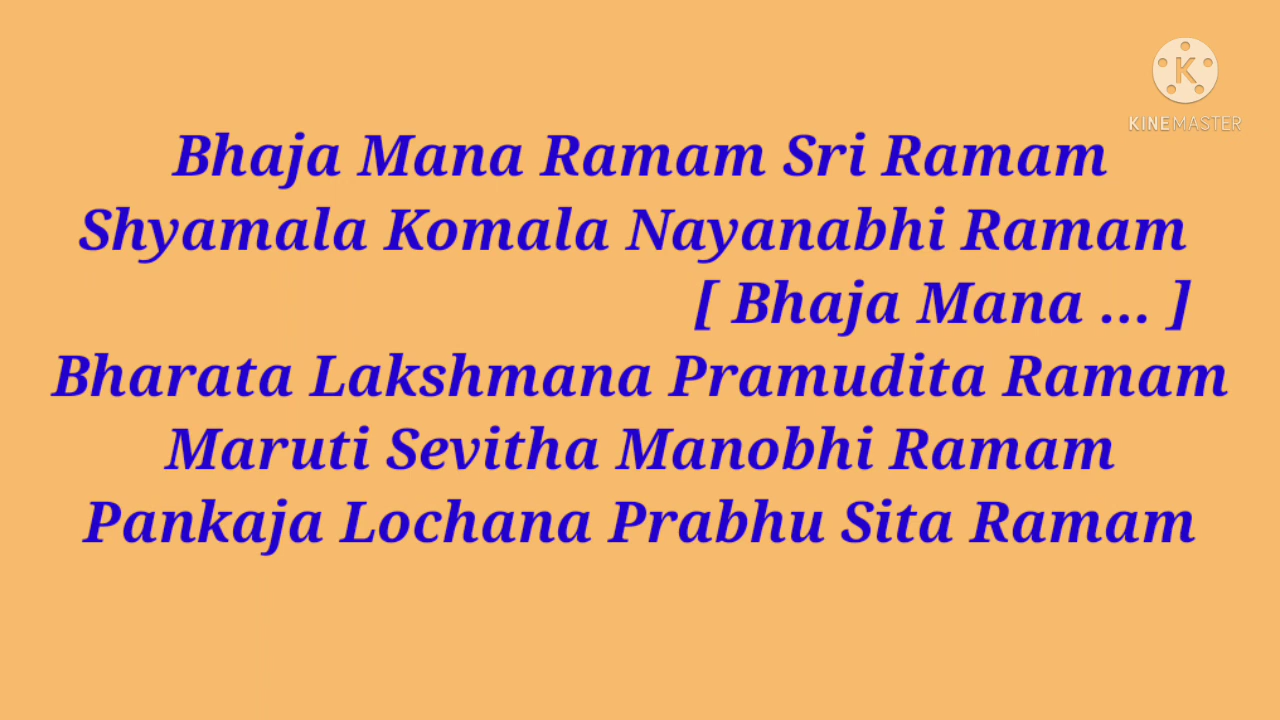 K
KINEMASTER
Bhaja Mana Ramam Sri Ramam
Shyamala Komala Nayanabhi Ramam
[ Bhaja Mana ... ]
Bharata Lakshmana Pramudita Ramam
Maruti Sevitha Manobhi Ramam
Pankaja Lochana Prabhu Sita Ramam